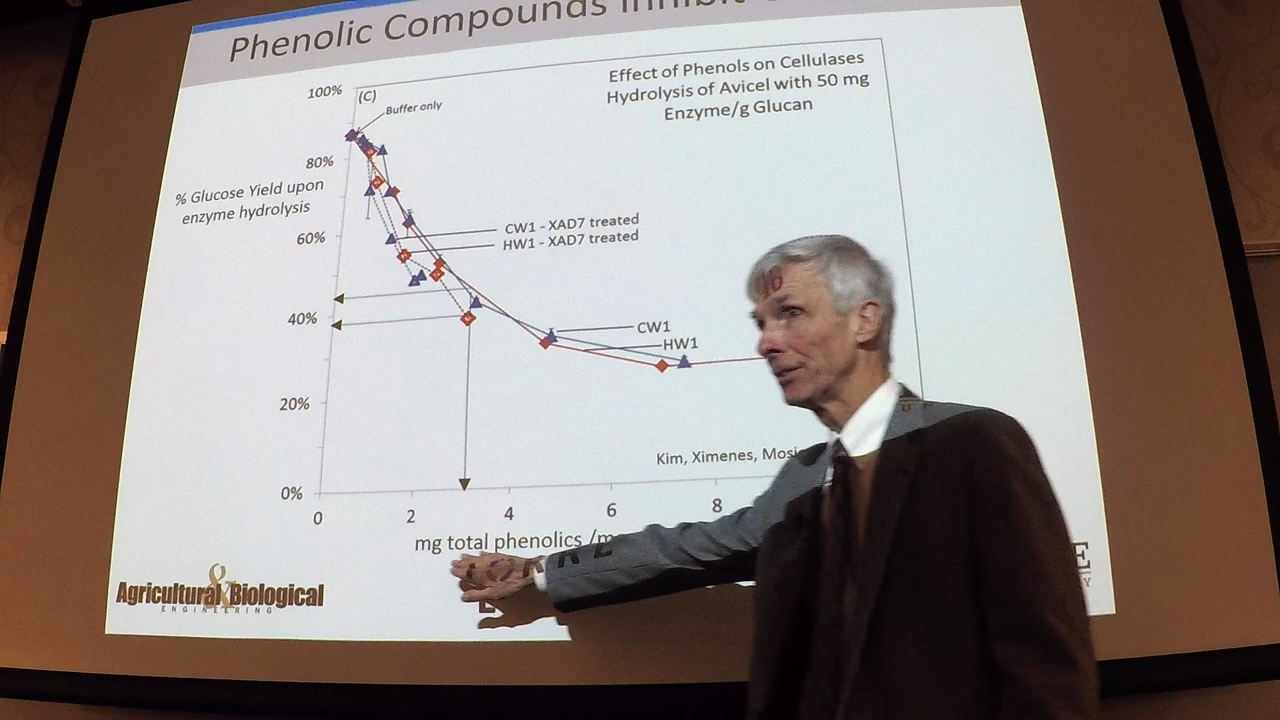 Phenolic Compounds Inhibit
Effect of Phenols on Cellulases
Hydrolysis of Avicel with 50 mg
Enzyme/g Glucan
100%
(C)
Buffer only
80%
% Glucose Yield upon
enzyme hydrolysis
CW1 - XAD7 treated
HW1 - XAD7 treated
60%
40%
CW1
HW1
20%
Kim, Ximenes, Mosi
0%
0 2 4 6 8
mg total phenolics /m
Agricultural & Biological
ENGINEERING